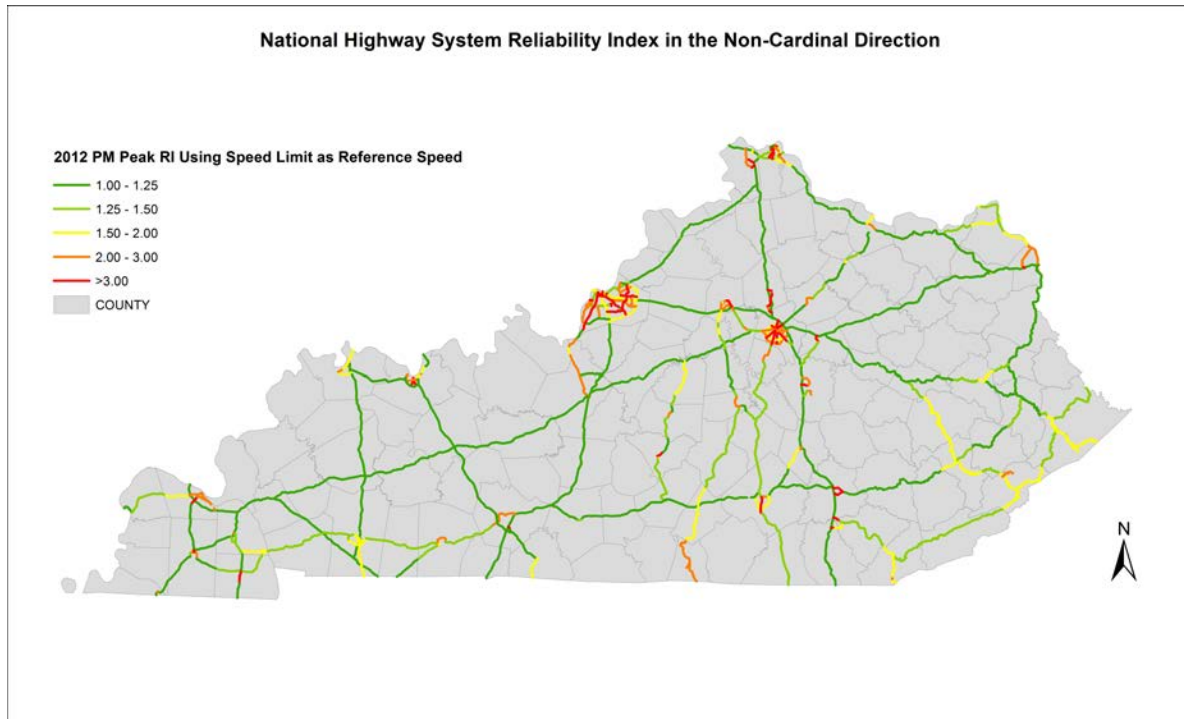 National Highway System Reliability Index in the Non-Cardinal Direction
2012 PM Peak RI Using Speed Limit as Reference Speed
1.00 - 1.25
1.25 - 1.50
1.50 - 2.00
2.00 - 3.00
>3.00
COUNTY
N